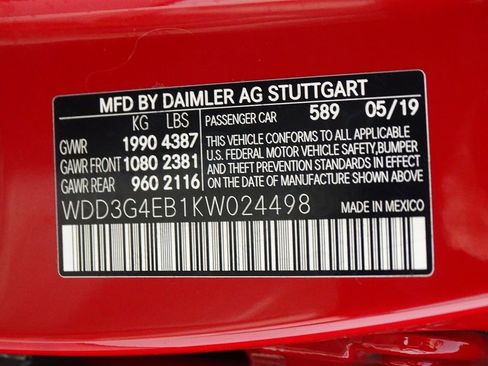 MFD BY DAIMLER AG STUTTGART
KG LBS PASSENGER CAR 589 05/19
GVWR 1990 4387 THIS VEHICLE CONFORMS TO ALL APPLICABLE
U.S. FEDERAL MOTOR VEHICLE SAFETY,BUMPER
GAWR FRONT 1080 2381 AND THEFT PREVENTION STANDARDS IN EFFECT
GAWR REAR 960 2116 ON THE DATE OF MANUFACTURE SHOWN ABOVE.
WDD3G4EB1KW024498 MADE IN MEXICO